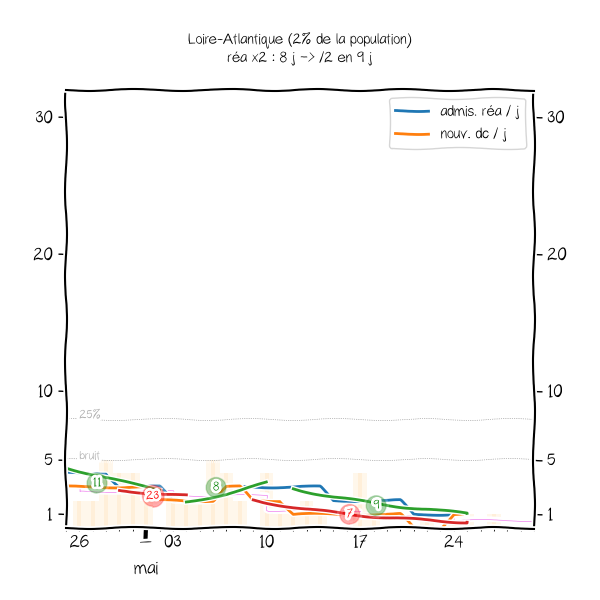 Loire-Atlantique (2% de la population)
réa x2 : 8 j -> /2 en 9 j
admis. réa / j
nouv. dc / j
30 30
20 20
10 10
25%
5 bruit 5
11 23 8 7 9
1 1
26 03 10 17 24
mai